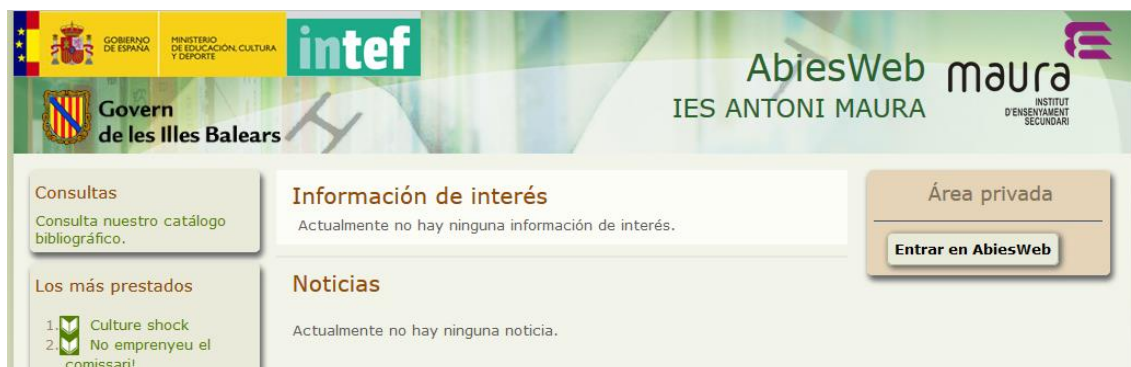 GOBIERNO
DE ESPAÑA
MINISTERIO
DE EDUCACIÓN, CULTURA
Y DEPORTE
intef
Govern
de les Illes Balears
AbiesWeb
IES ANTONI MAURA
maura
INSTITUT
D'ENSENYAMENT
SECUNDARI
Consultas
Consulta nuestro catálogo
bibliográfico.
Los más prestados
1. Culture shock
2. No emprenyeu el
comissari!
Información de interés
Actualmente no hay ninguna información de interés.
Noticias
Actualmente no hay ninguna noticia.
Área privada
Entrar en AbiesWeb